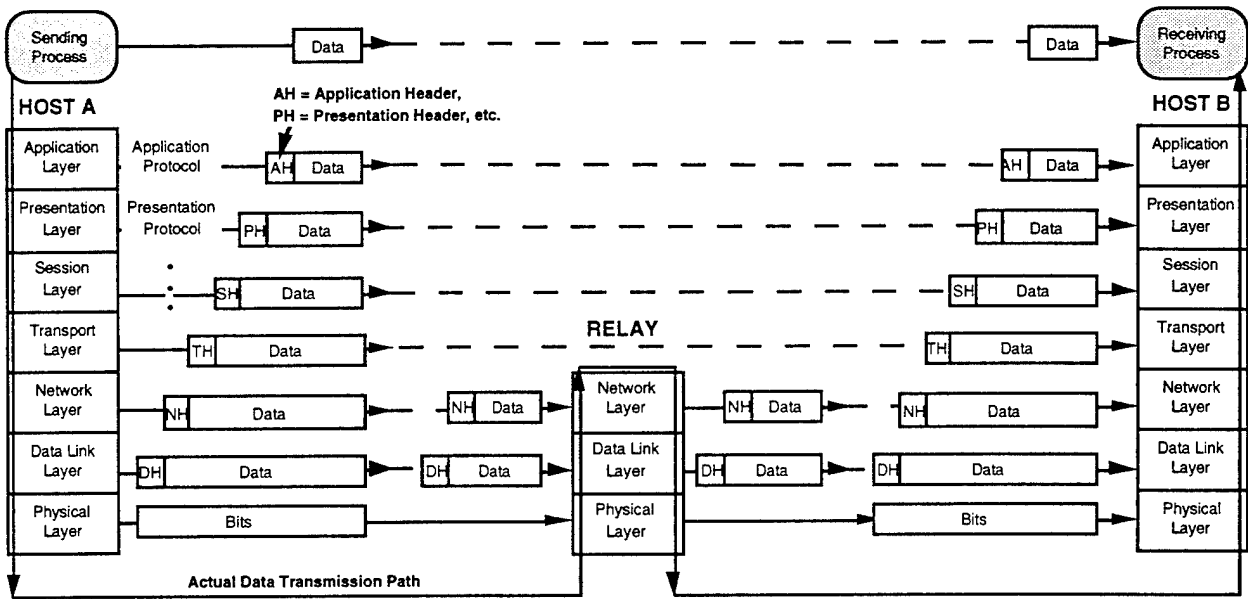 Sending
Process
Data
Data
Receiving
Process
AH = Application Header,
PH = Presentation Header, etc.
HOST A
HOST B
Application
Layer
Application
Protocol
AH
Data
AH
Data
Application
Layer
Presentation
Layer
Presentation
Protocol
PH
Data
PH
Data
Presentation
Layer
Session
Layer
SH
Data
SH
Data
Session
Layer
RELAY
Transport
Layer
TH
Data
TH
Data
Transport
Layer
Network
Layer
NH
Data
NH
Data
Network
Layer
NH
Data
NH
Data
Network
Layer
Data Link
Layer
DH
Data
DH
Data
Data Link
Layer
DH
Data
DH
Data
Data Link
Layer
Physical
Layer
Bits
Physical
Layer
Bits
Physical
Layer
Actual Data Transmission Path